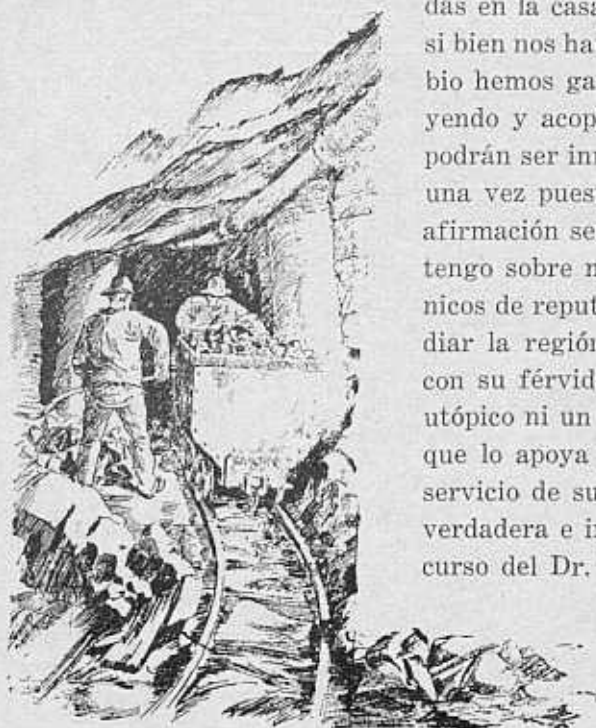 das en la casa
si bien nos ha
bio hemos ga
yendo y acop
podrán ser in
una vez pues
afirmación se
tengo sobre
nicos de reput
diar la región
con su férvid
utópico ni un
que lo apoya
servicio de su
verdadera e
curso del Dr.